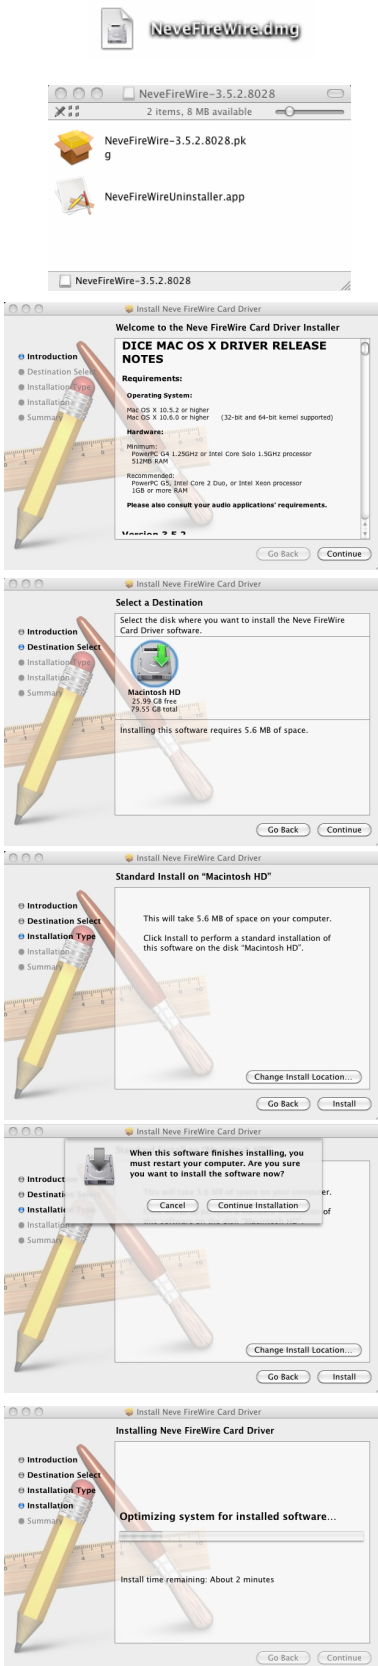 NeveFireWire.dmg
NeveFireWire-3.5.2.8028
2 items, 8 MB available
NeveFireWire-3.5.2.8028.pk
g
NeveFireWireUninstaller.app
NeveFireWire-3.5.2.8028
Install Neve FireWire Card Driver
Welcome to the Neve FireWire Card Driver Installer
Introduction
Destination Select
Installation Type
Installation
Summary
DICE MAC OS X DRIVER RELEASE
NOTES
Requirements:
Operating System:
Mac OS X 10.5.2 or higher
Mac OS X 10.6.0 or higher (32-bit and 64-bit kernel supported)
Hardware:
Minimum:
PowerPC G4 1.25GHz or Intel Core Solo 1.5GHz processor
512MB RAM
Recommended:
PowerPC G5, Intel Core 2 Duo, or Intel Xeon processor
1GB or more RAM
Please also consult your audio applications' requirements.
Version 3.5.2
Go Back
Continue
Install Neve FireWire Card Driver
Select a Destination
Introduction
Destination Select
Installation Type
Installation
Summary
Select the disk where you want to install the Neve FireWire
Card Driver software.
Macintosh HD
25.99 GB free
79.55 GB total
Installing this software requires 5.6 MB of space.
Go Back
Continue
Install Neve FireWire Card Driver
Standard Install on “Macintosh HD”
Introduction
Destination Select
Installation Type
Installation
Summary
This will take 5.6 MB of space on your computer.
Click Install to perform a standard installation of
this software on the disk “Macintosh HD”.
Change Install Location...
Go Back
Install
Install Neve FireWire Card Driver
When this software finishes installing, you
must restart your computer. Are you sure
you want to install the software now?
Cancel
Continue Installation
Introduct
Destinati
Installatio
Installation
Summary
Change Install Location...
Go Back
Install
Install Neve FireWire Card Driver
Installing Neve FireWire Card Driver
Introduction
Destination Select
Installation Type
Installation
Summary
Optimizing system for installed software...
Install time remaining: About 2 minutes
Go Back
Continue